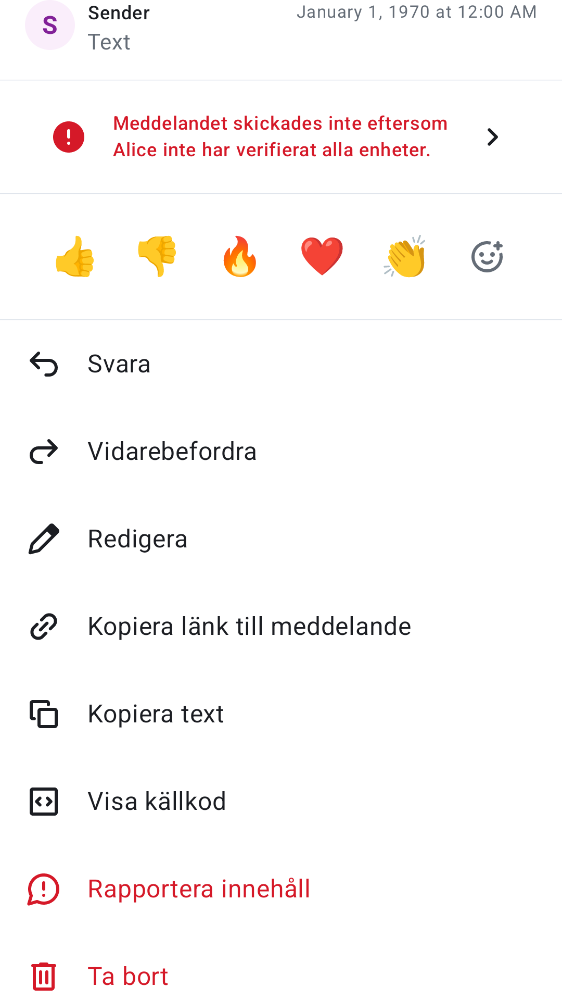 S
Sender
January 1, 1970 at 12:00 AM
Text
Meddelandet skickades inte eftersom
Alice inte har verifierat alla enheter.
Svara
Vidarebefordra
Redigera
Kopiera länk till meddelande
Kopiera text
Visa källkod
Rapportera innehåll
Ta bort